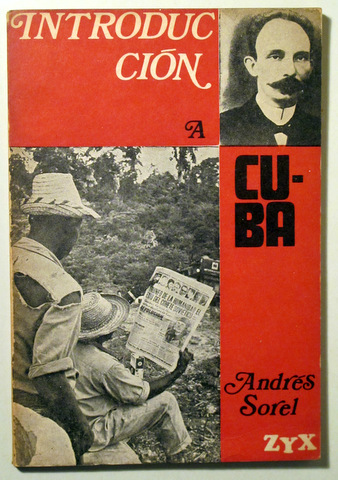 INTRODUC
CIÓN
A
CU-
BA
Andrés
Sorel
ZYX